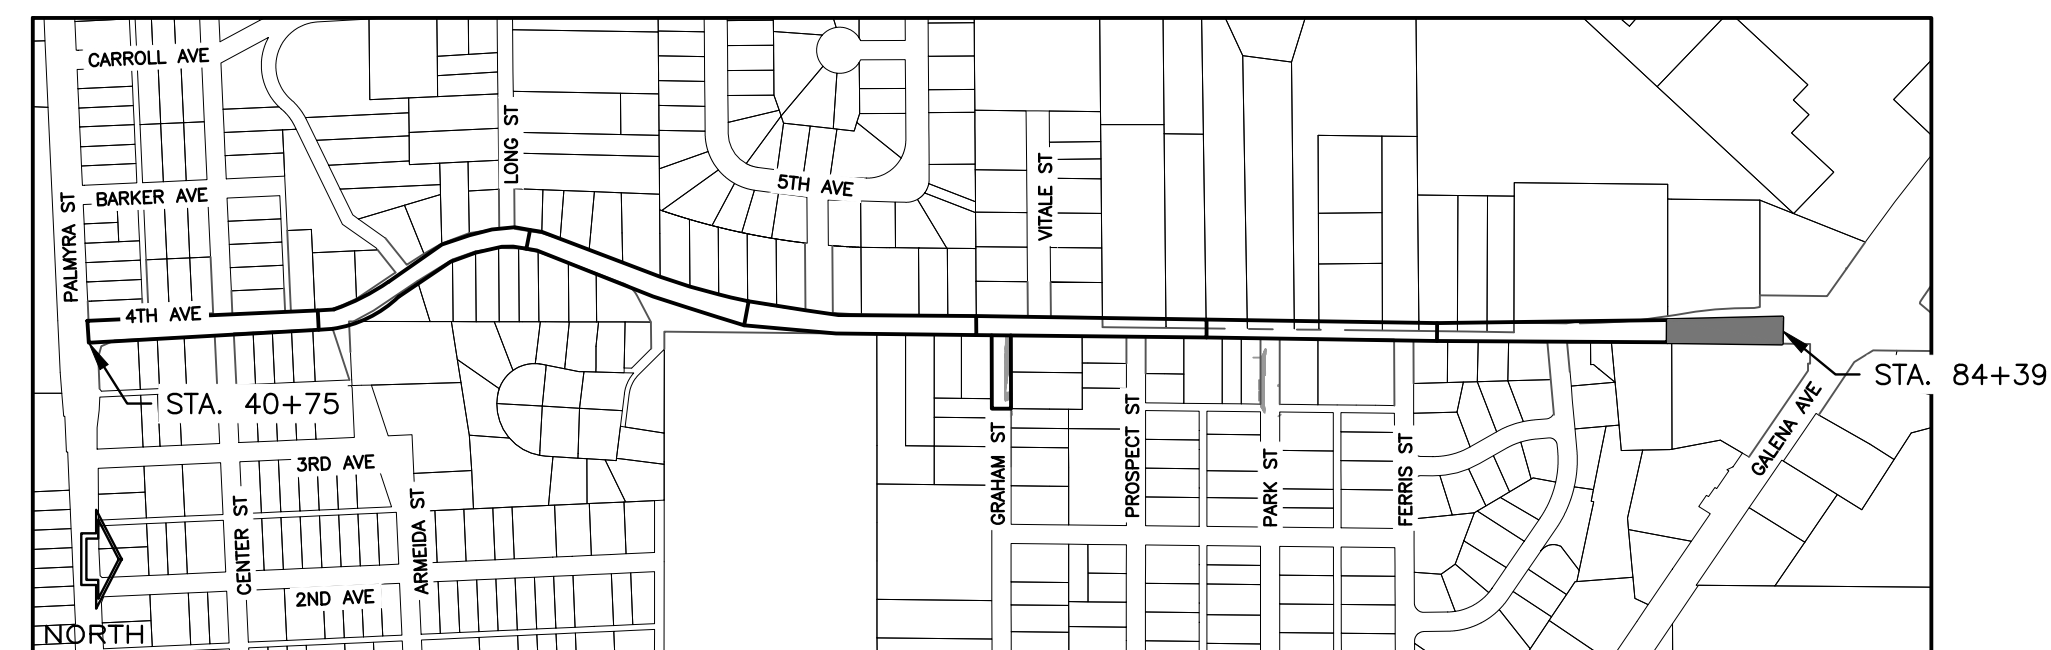 CARROLL AVE
LONG ST
5TH AVE
VITALE ST
BARKER AVE
PALMYRA ST
4TH AVE
STA. 40+75
STA. 84+39
GALENA AVE
3RD AVE
GRAHAM ST
PROSPECT ST
PARK ST
FERRIS ST
CENTER ST
ARMEIDA ST
2ND AVE
NORTH